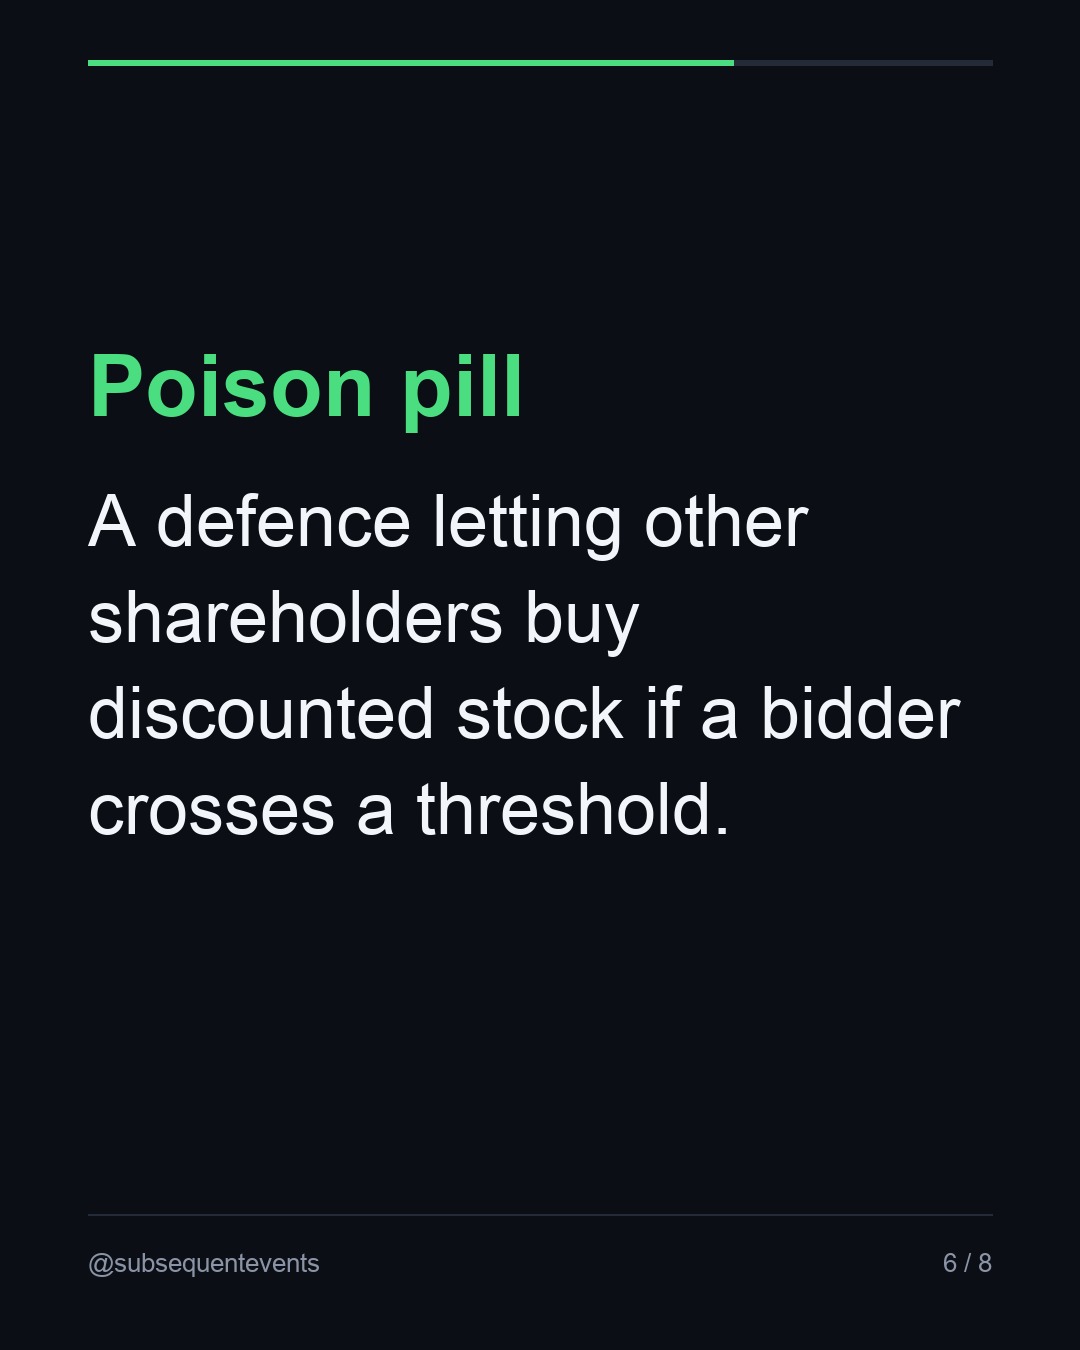 Poison pill
A defence letting other
shareholders buy
discounted stock if a bidder
crosses a threshold.
@subsequentevents
6 / 8